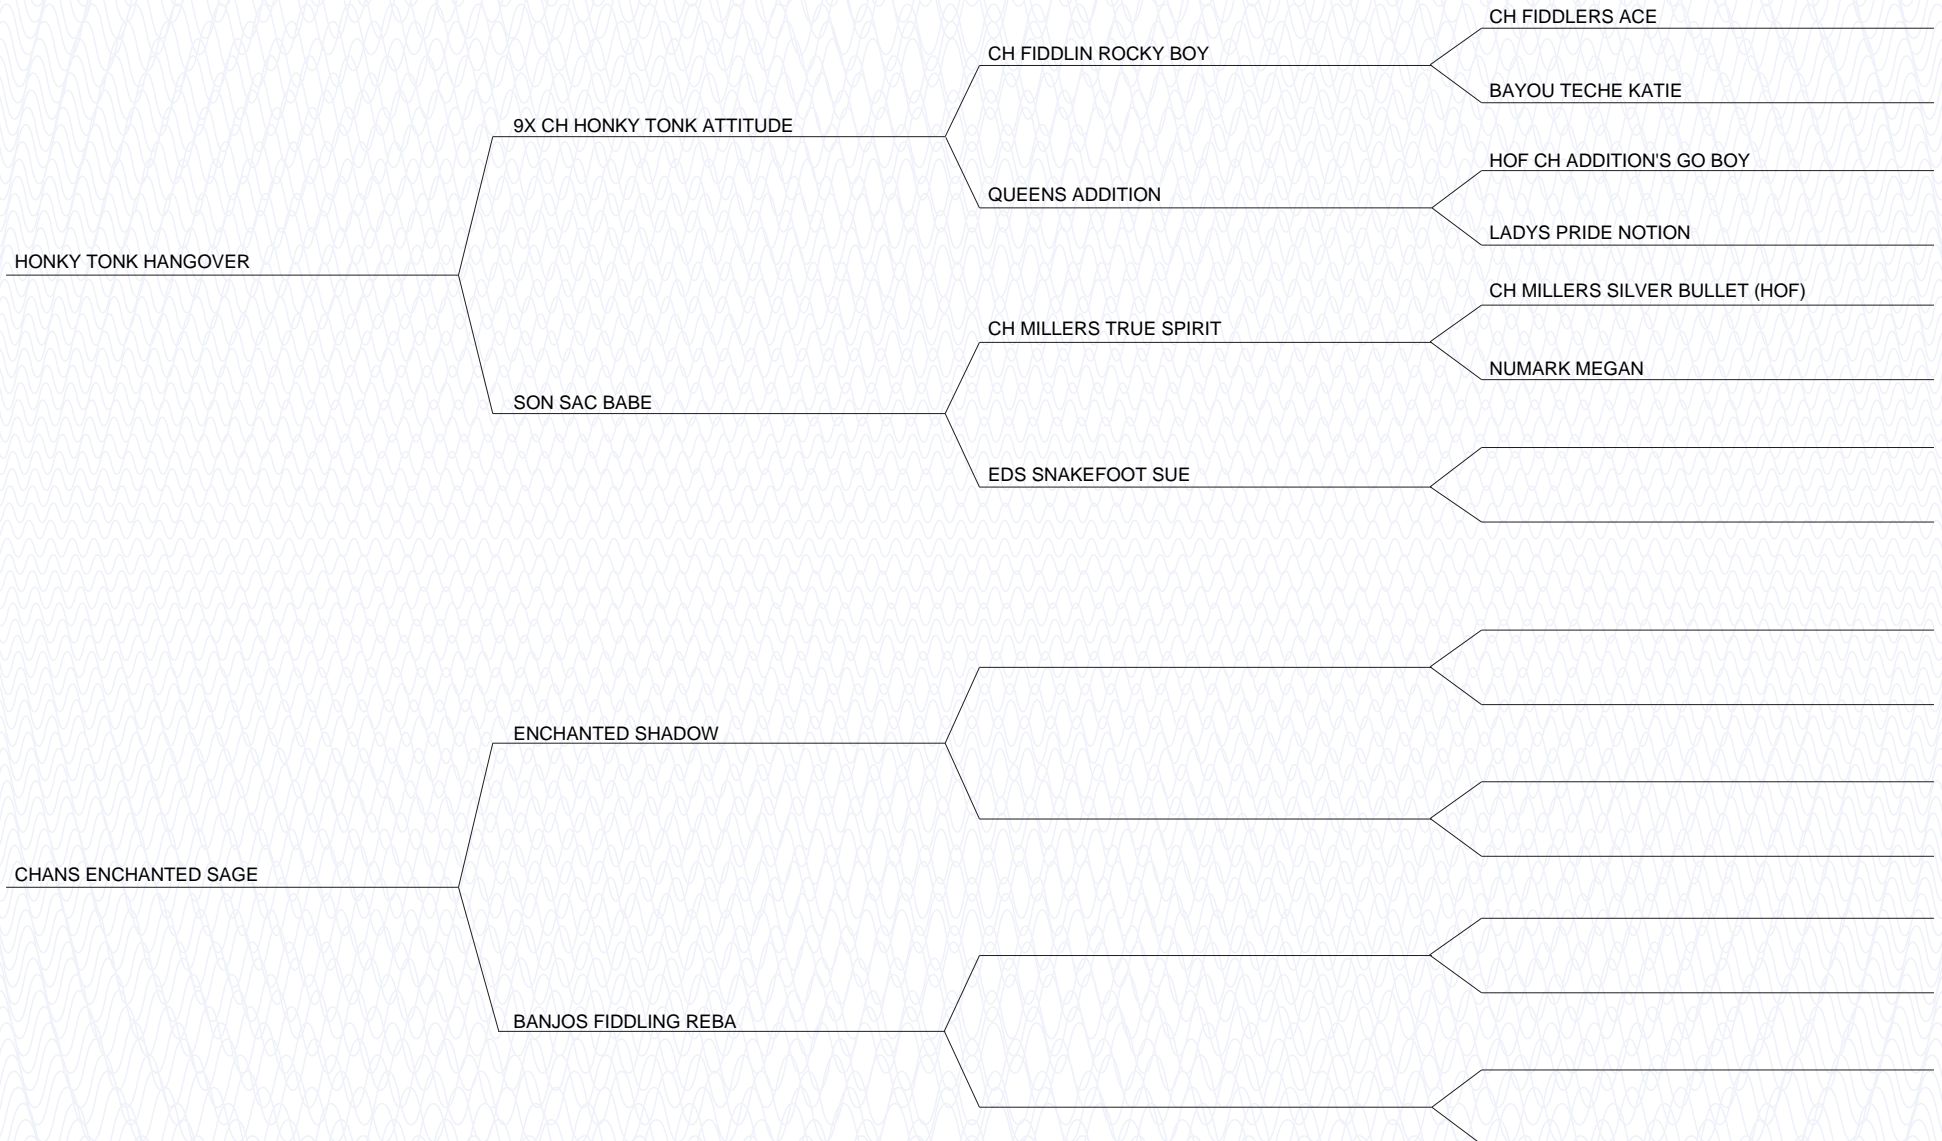 CH FIDDLERS ACE
CH FIDDLIN ROCKY BOY
BAYOU TECHE KATIE
9X CH HONKY TONK ATTITUDE
HOF CH ADDITION'S GO BOY
QUEENS ADDITION
LADYS PRIDE NOTION
HONKY TONK HANGOVER
CH MILLERS SILVER BULLET (HOF)
CH MILLERS TRUE SPIRIT
NUMARK MEGAN
SON SAC BABE
EDS SNAKEFOOT SUE
ENCHANTED SHADOW
CHANS ENCHANTED SAGE
BANJOS FIDDLING REBA